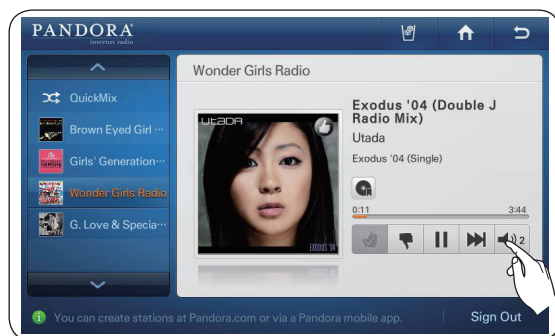 PANDORA
internet radio
QuickMix
Brown Eyed Girl ...
Girls' Generation...
Wonder Girls Radio
G. Love & Specia...
Wonder Girls Radio
UTADA
EXODUS '04
Exodus '04 (Double J
Radio Mix)
Utada
Exodus '04 (Single)
0:11
3:44
2
You can create stations at Pandora.com or via a Pandora mobile app.
Sign Out